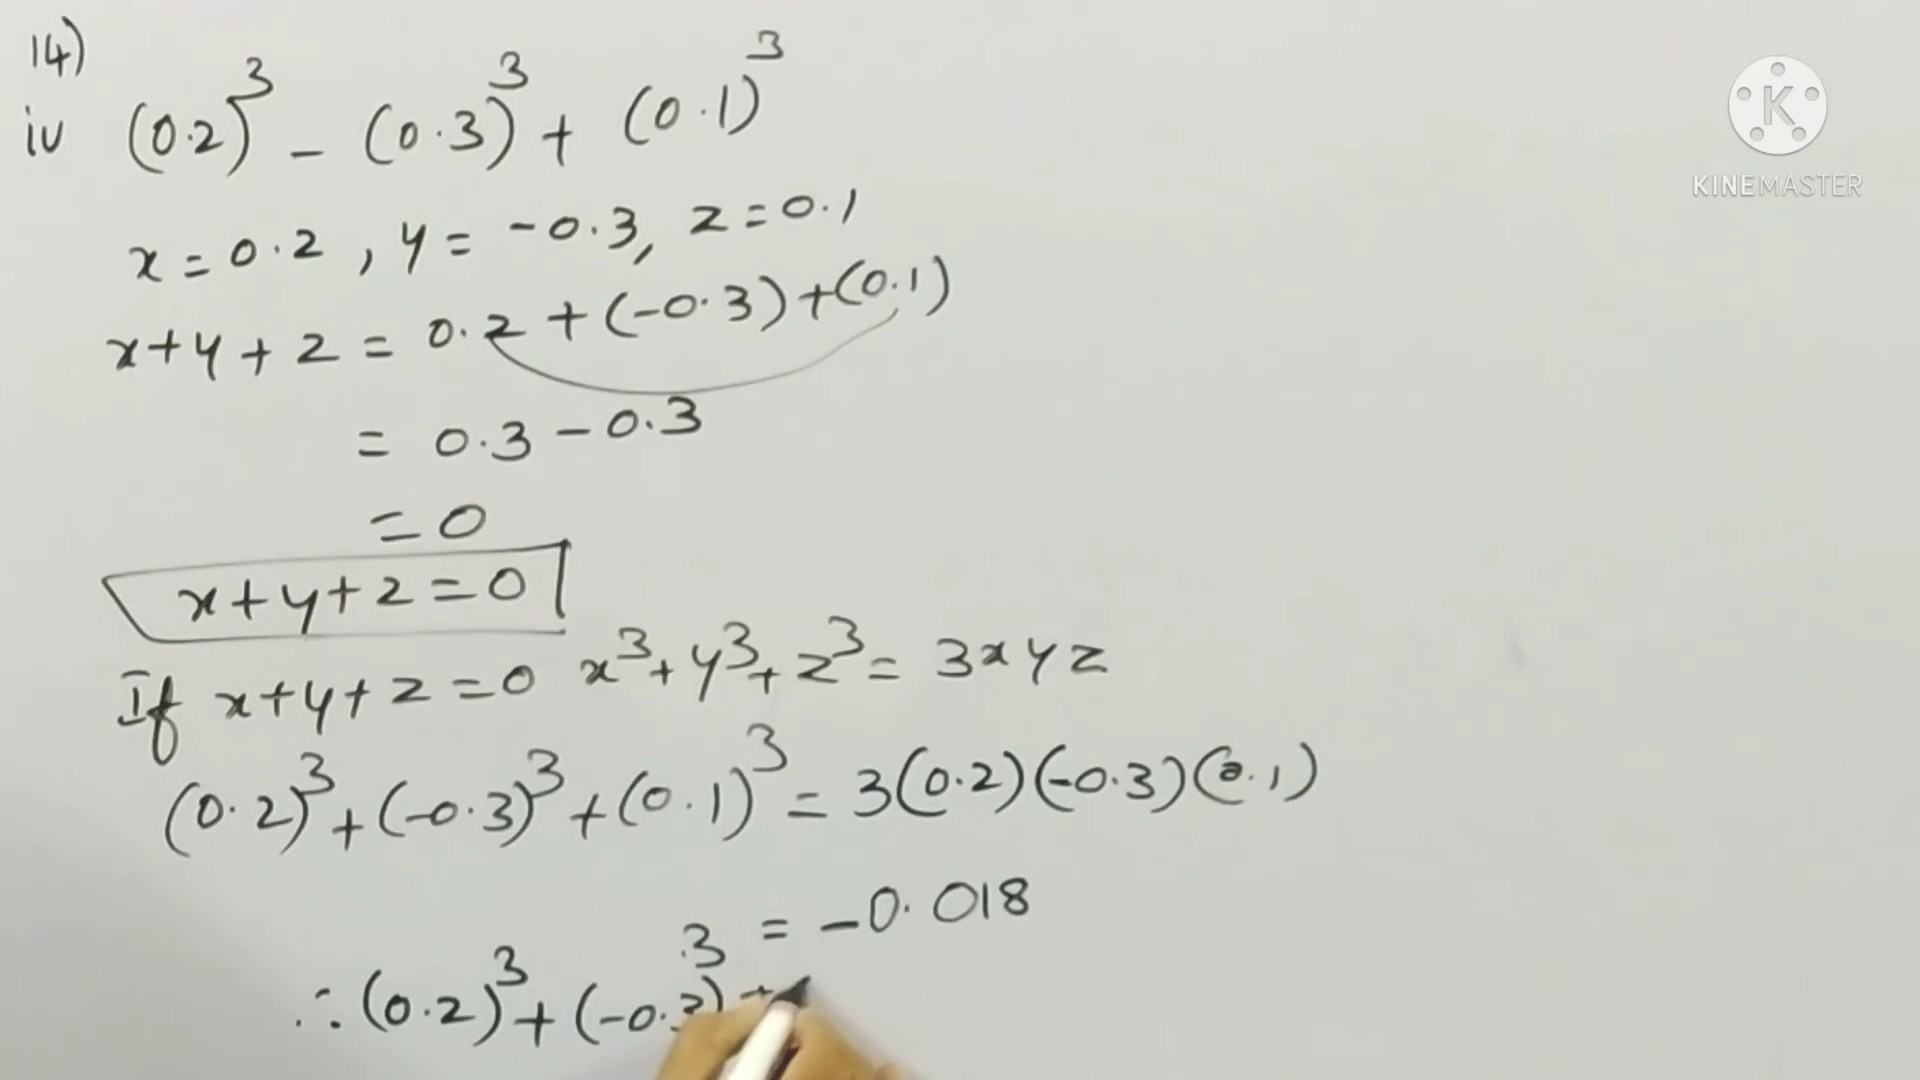 14)
iv (0.2)³ - (0.3)³ + (0.1)³
x = 0.2 , y = -0.3, z = 0.1
x + y + z = 0.2 + (-0.3) + (0.1)
= 0.3 - 0.3
= 0
x + y + z = 0
If x + y + z = 0 x³ + y³ + z³ = 3xyz
(0.2)³ + (-0.3)³ + (0.1)³ = 3(0.2)(-0.3)(0.1)
= -0.018
∴ (0.2)³ + (-0.3)³ +
K
KINEMASTER